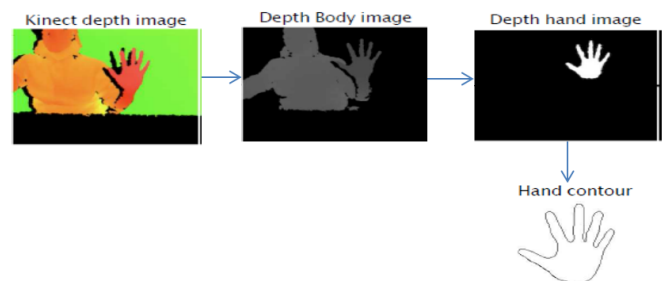 Kinect depth image
Depth Body image
Depth hand image
Hand contour